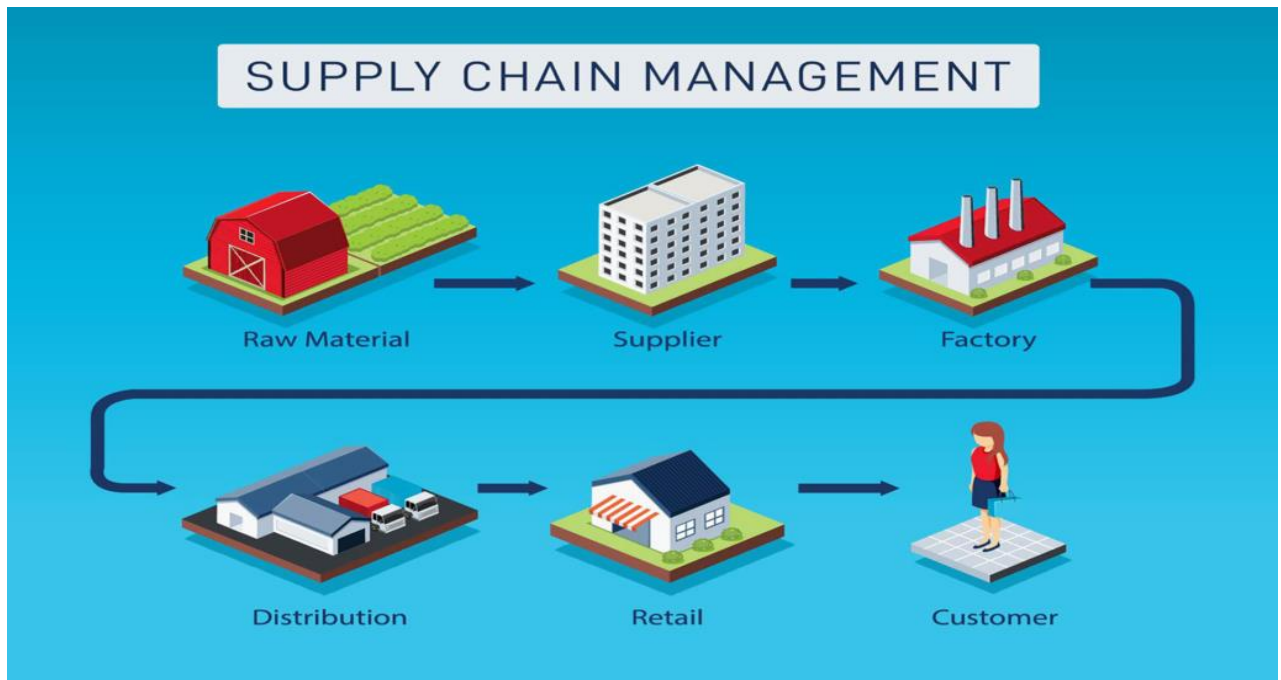 SUPPLY CHAIN MANAGEMENT
Raw Material
Supplier
Factory
Distribution
Retail
Customer